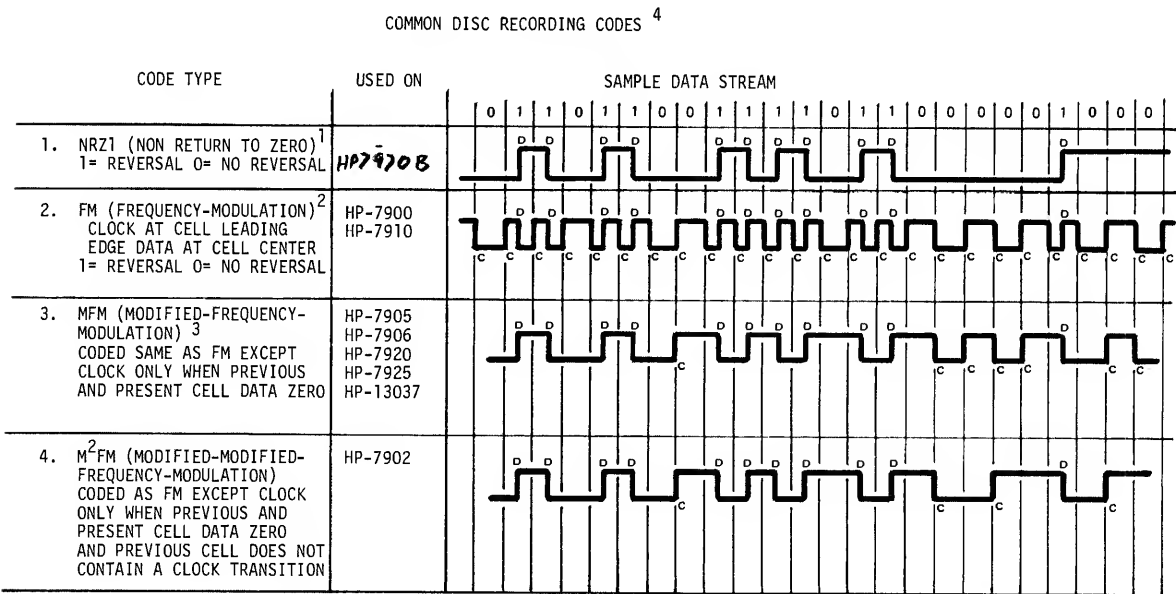 COMMON DISC RECORDING CODES 4
CODE TYPE USED ON SAMPLE DATA STREAM
0 1 1 0 1 1 0 0 1 1 1 1 0 1 1 0 0 0 0 0 1 0 0 0
1. NRZ1 (NON RETURN TO ZERO)1
1= REVERSAL 0= NO REVERSAL
HP7970B
D D D D D D D D D D D
2. FM (FREQUENCY-MODULATION)2
CLOCK AT CELL LEADING
EDGE DATA AT CELL CENTER
1= REVERSAL 0= NO REVERSAL
HP-7900
HP-7910
D D D D D D D D D D D
C C C C C C C C C C C C C C C C C C C C C C C C C
3. MFM (MODIFIED-FREQUENCY-
MODULATION) 3
CODED SAME AS FM EXCEPT
CLOCK ONLY WHEN PREVIOUS
AND PRESENT CELL DATA ZERO
HP-7905
HP-7906
HP-7920
HP-7925
HP-13037
D D D D D D D D D D D
C C C C C C C
4. M2FM (MODIFIED-MODIFIED-
FREQUENCY-MODULATION)
CODED AS FM EXCEPT CLOCK
ONLY WHEN PREVIOUS AND
PRESENT CELL DATA ZERO
AND PREVIOUS CELL DOES NOT
CONTAIN A CLOCK TRANSITION
HP-7902
D D D D D D D D D D D
C C C C